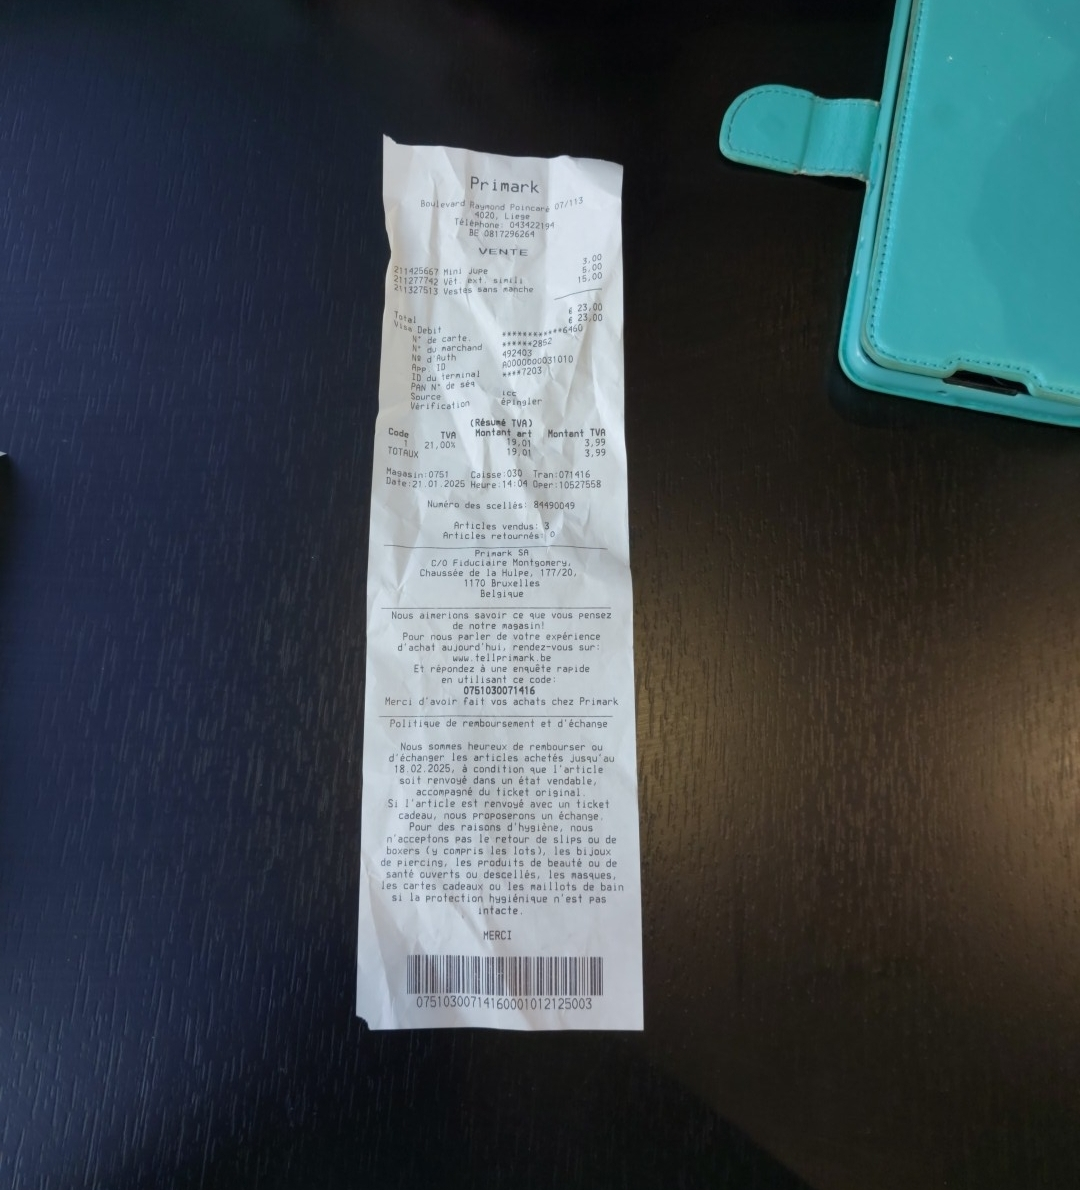 Primark
Boulevard Raymond Poincare 07/113
4020, Liege
Téléphone: 043422194
BE 0817296264
VENTE
211425667 Mini Jupe 3,00
211277742 Vêt. ext. simili 5,00
211327513 Vestes sans manche 15,00
Total € 23,00
Visa Debit € 23,00
N° de carte. ************6460
N° du marchand ******2852
Nº d'Auth 492403
App. ID A0000000031010
ID du terminal ****7203
PAN N° de séq
Source icc
Vérification épingler
(Résumé TVA)
Code TVA Montant art Montant TVA
1 21,00% 19,01 3,99
TOTAUX 19,01 3,99
Magasin:0751 Caisse:030 Tran:071416
Date:21.01.2025 Heure:14:04 Oper:10527558
Numéro des scellés: 84490049
Articles vendus: 3
Articles retournés: 0
Primark SA
C/O Fiduciaire Montgomery,
Chaussée de la Hulpe, 177/20,
1170 Bruxelles
Belgique
Nous aimerions savoir ce que vous pensez
de notre magasin!
Pour nous parler de votre expérience
d'achat aujourd'hui, rendez-vous sur:
www.tellprimark.be
Et répondez à une enquête rapide
en utilisant ce code:
0751030071416
Merci d'avoir fait vos achats chez Primark
Politique de remboursement et d'échange
Nous sommes heureux de rembourser ou
d'échanger les articles achetés jusqu'au
18.02.2025, à condition que l'article
soit renvoyé dans un état vendable,
accompagné du ticket original.
Si l'article est renvoyé avec un ticket
cadeau, nous proposerons un échange.
Pour des raisons d'hygiène, nous
n'acceptons pas le retour de slips ou de
boxers (y compris les lots), les bijoux
de piercing, les produits de beauté ou de
santé ouverts ou descellés, les masques,
les cartes cadeaux ou les maillots de bain
si la protection hygiénique n'est pas
intacte.
MERCI
0751030071416000101212​5003